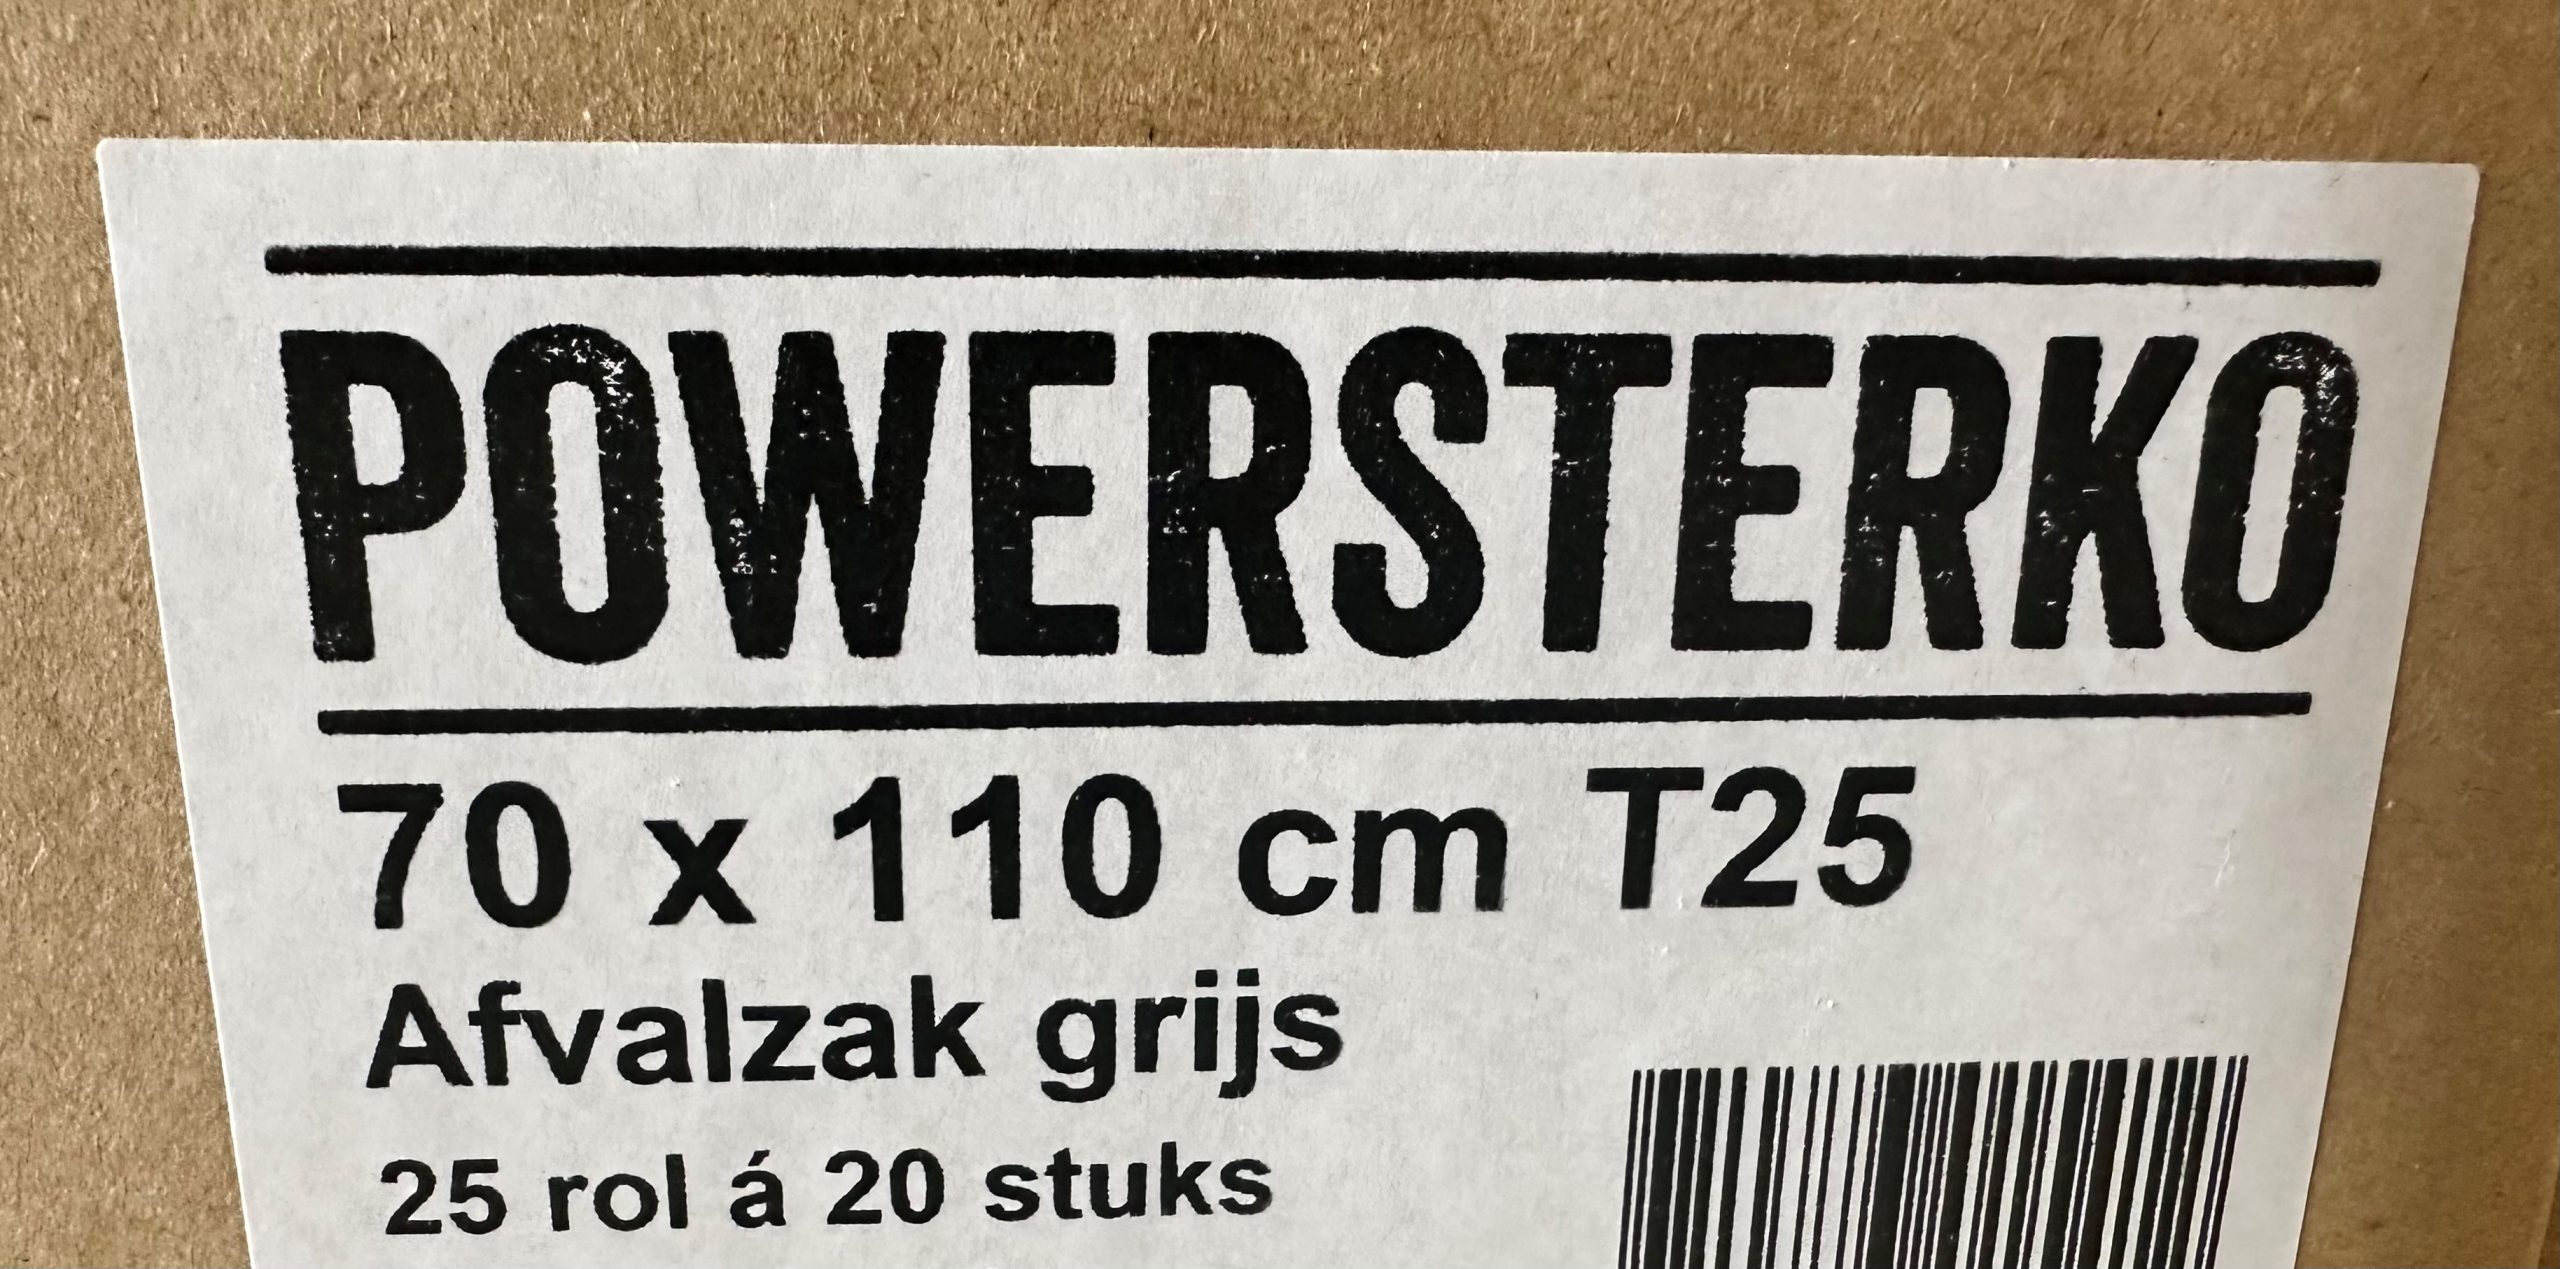 POWERSTERKO
70 x 110 cm T25
Afvalzak grijs
25 rol á 20 stuks